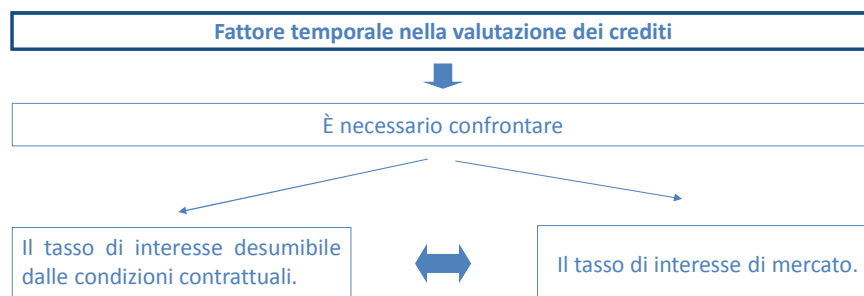 Fattore temporale nella valutazione dei crediti
È necessario confrontare
Il tasso di interesse desumibile
dalle condizioni contrattuali.
Il tasso di interesse di mercato.